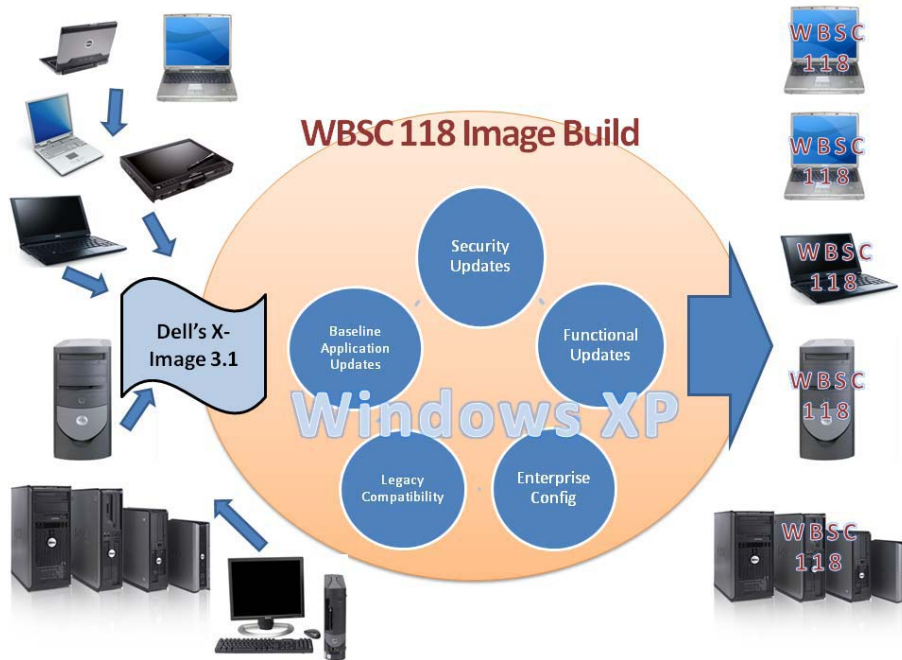 WBSC 118 Image Build
Security
Updates
Baseline
Application
Updates
Functional
Updates
Dell's X-
Image 3.1
Windows XP
Legacy
Compatibility
Enterprise
Config
WBSC
118
WBSC
118
WBSC
118
WBSC
118
WBSC
118